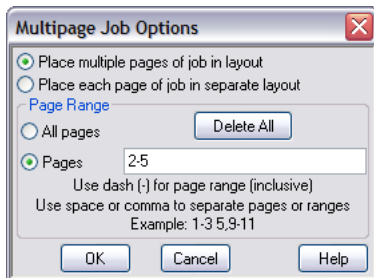 Multipage Job Options
Place multiple pages of job in layout
Place each page of job in separate layout
Page Range
All pages
Delete All
Pages
2-5
Use dash (-) for page range (inclusive)
Use space or comma to separate pages or ranges
Example: 1-3 5,9-11
OK
Cancel
Help